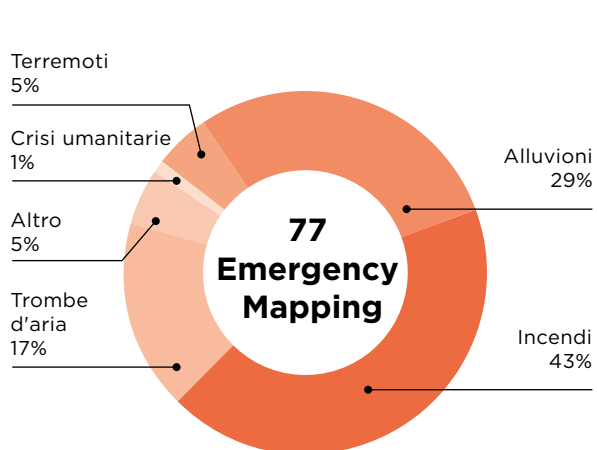 Terremoti
5%
Crisi umanitarie
1%
Altro
5%
Trombe
d'aria
17%
77
Emergency
Mapping
Alluvioni
29%
Incendi
43%